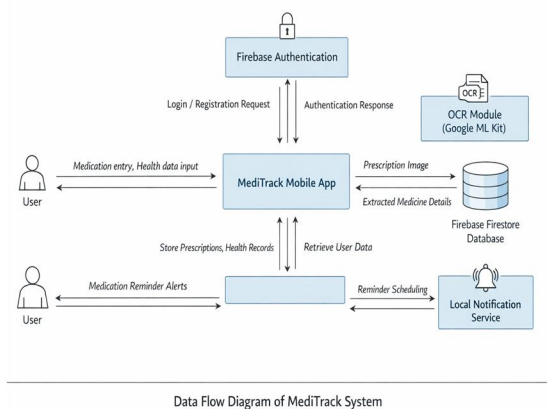 Firebase Authentication
Login / Registration Request
Authentication Response
OCR
OCR Module
(Google ML Kit)
Medication entry, Health data input
User
MediTrack Mobile App
Prescription Image
Extracted Medicine Details
Firebase Firestore
Database
Store Prescriptions, Health Records
Retrieve User Data
Medication Reminder Alerts
User
Reminder Scheduling
Local Notification
Service
Data Flow Diagram of MediTrack System